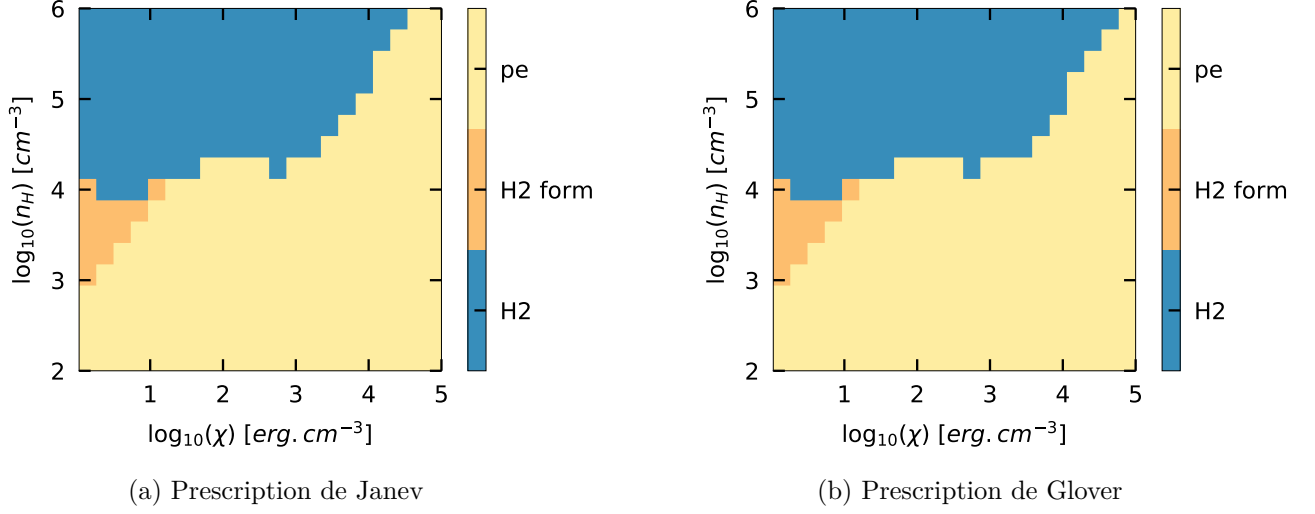 6
5
4
3
2
1
2
3
4
5
log₁₀(n_H) [cm⁻³]
log₁₀(χ) [erg.cm⁻³]
pe
H2 form
H2
(a) Prescription de Janev
6
5
4
3
2
1
2
3
4
5
log₁₀(n_H) [cm⁻³]
log₁₀(χ) [erg.cm⁻³]
pe
H2 form
H2
(b) Prescription de Glover